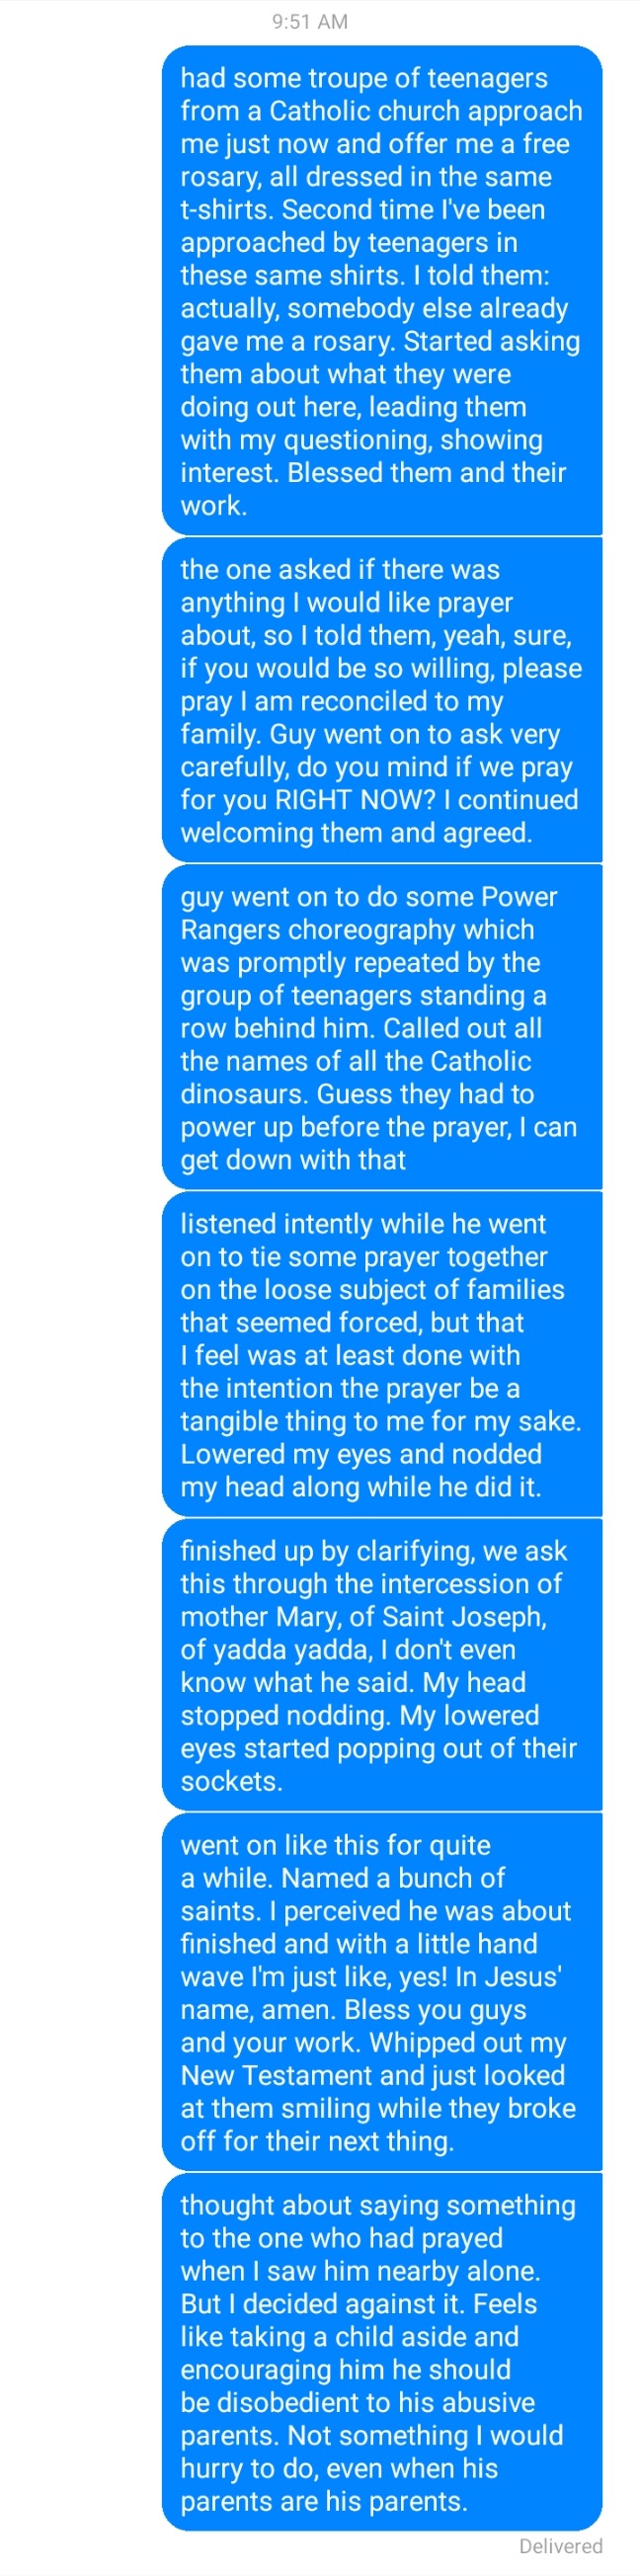 9:51 AM
had some troupe of teenagers
from a Catholic church approach
me just now and offer me a free
rosary, all dressed in the same
t-shirts. Second time I've been
approached by teenagers in
these same shirts. I told them:
actually, somebody else already
gave me a rosary. Started asking
them about what they were
doing out here, leading them
with my questioning, showing
interest. Blessed them and their
work.
the one asked if there was
anything I would like prayer
about, so I told them, yeah, sure,
if you would be so willing, please
pray I am reconciled to my
family. Guy went on to ask very
carefully, do you mind if we pray
for you RIGHT NOW? I continued
welcoming them and agreed.
guy went on to do some Power
Rangers choreography which
was promptly repeated by the
group of teenagers standing a
row behind him. Called out all
the names of all the Catholic
dinosaurs. Guess they had to
power up before the prayer, I can
get down with that
listened intently while he went
on to tie some prayer together
on the loose subject of families
that seemed forced, but that
I feel was at least done with
the intention the prayer be a
tangible thing to me for my sake.
Lowered my eyes and nodded
my head along while he did it.
finished up by clarifying, we ask
this through the intercession of
mother Mary, of Saint Joseph,
of yadda yadda, I don't even
know what he said. My head
stopped nodding. My lowered
eyes started popping out of their
sockets.
went on like this for quite
a while. Named a bunch of
saints. I perceived he was about
finished and with a little hand
wave I'm just like, yes! In Jesus'
name, amen. Bless you guys
and your work. Whipped out my
New Testament and just looked
at them smiling while they broke
off for their next thing.
thought about saying something
to the one who had prayed
when I saw him nearby alone.
But I decided against it. Feels
like taking a child aside and
encouraging him he should
be disobedient to his abusive
parents. Not something I would
hurry to do, even when his
parents are his parents.
Delivered